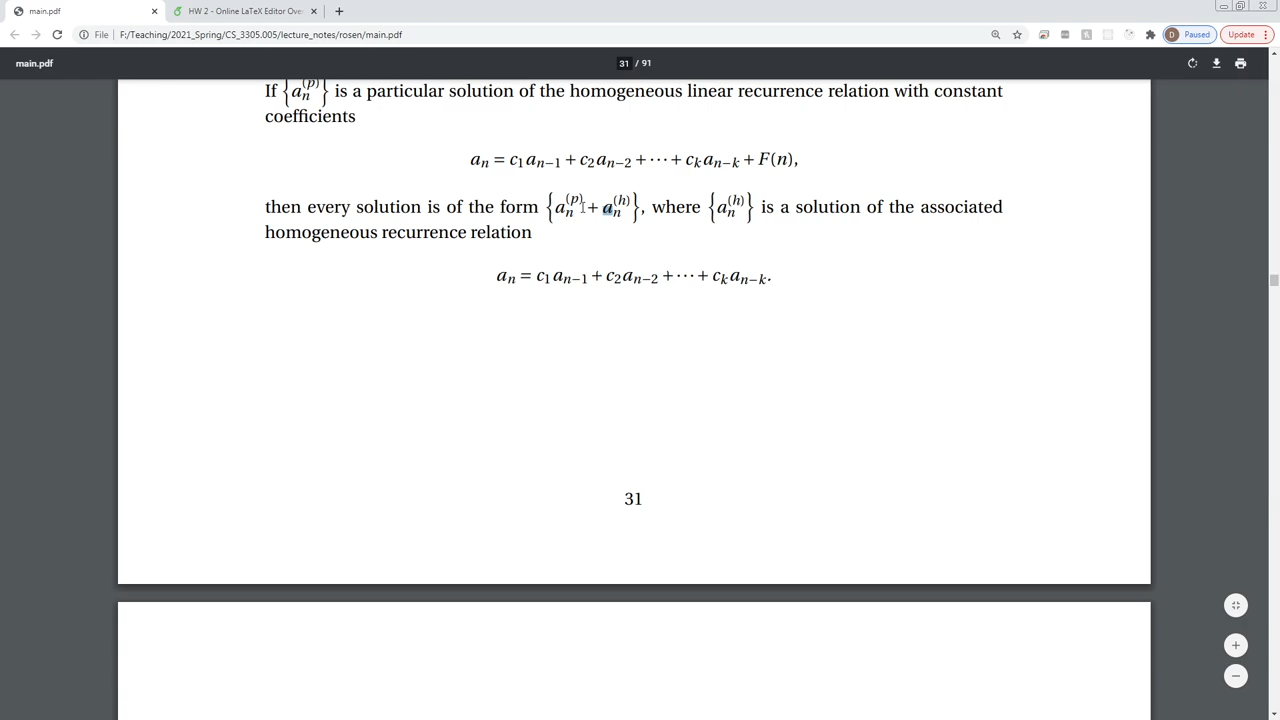 main.pdf
HW 2 - Online LaTeX Editor Ove
File
F:/Teaching/2021_Spring/CS_3305.005/lecture_notes/rosen/main.pdf
D
Paused
Update
main.pdf
31 / 91
If {a_n^{(p)}} is a particular solution of the homogeneous linear recurrence relation with constant
coefficients
a_n = c_1 a_{n−1} + c_2 a_{n−2} + ··· + c_k a_{n−k} + F(n),
then every solution is of the form {a_n^{(p)} + a_n^{(h)}}, where {a_n^{(h)}} is a solution of the associated
homogeneous recurrence relation
a_n = c_1 a_{n−1} + c_2 a_{n−2} + ··· + c_k a_{n−k}.
31